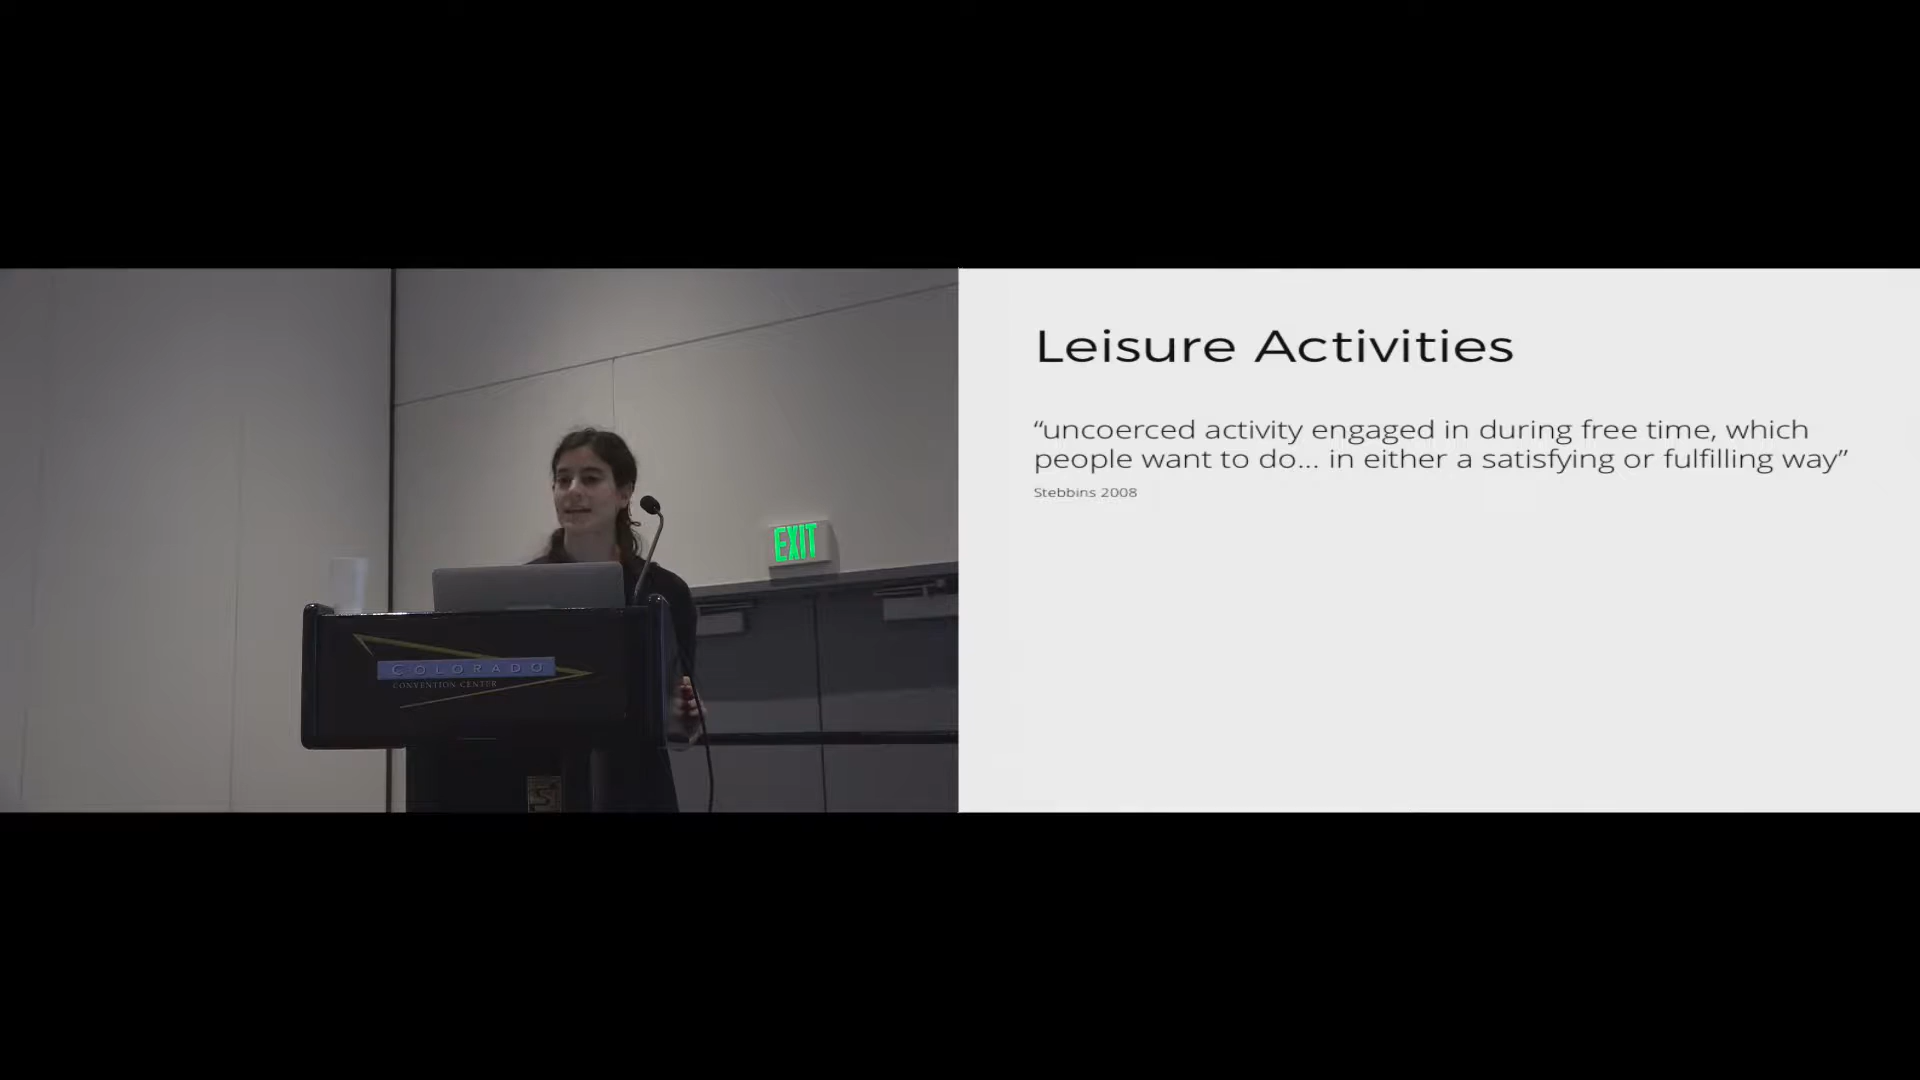 EXIT
COLORADO
CONVENTION CENTER
Leisure Activities
“uncoerced activity engaged in during free time, which
people want to do... in either a satisfying or fulfilling way”
Stebbins 2008